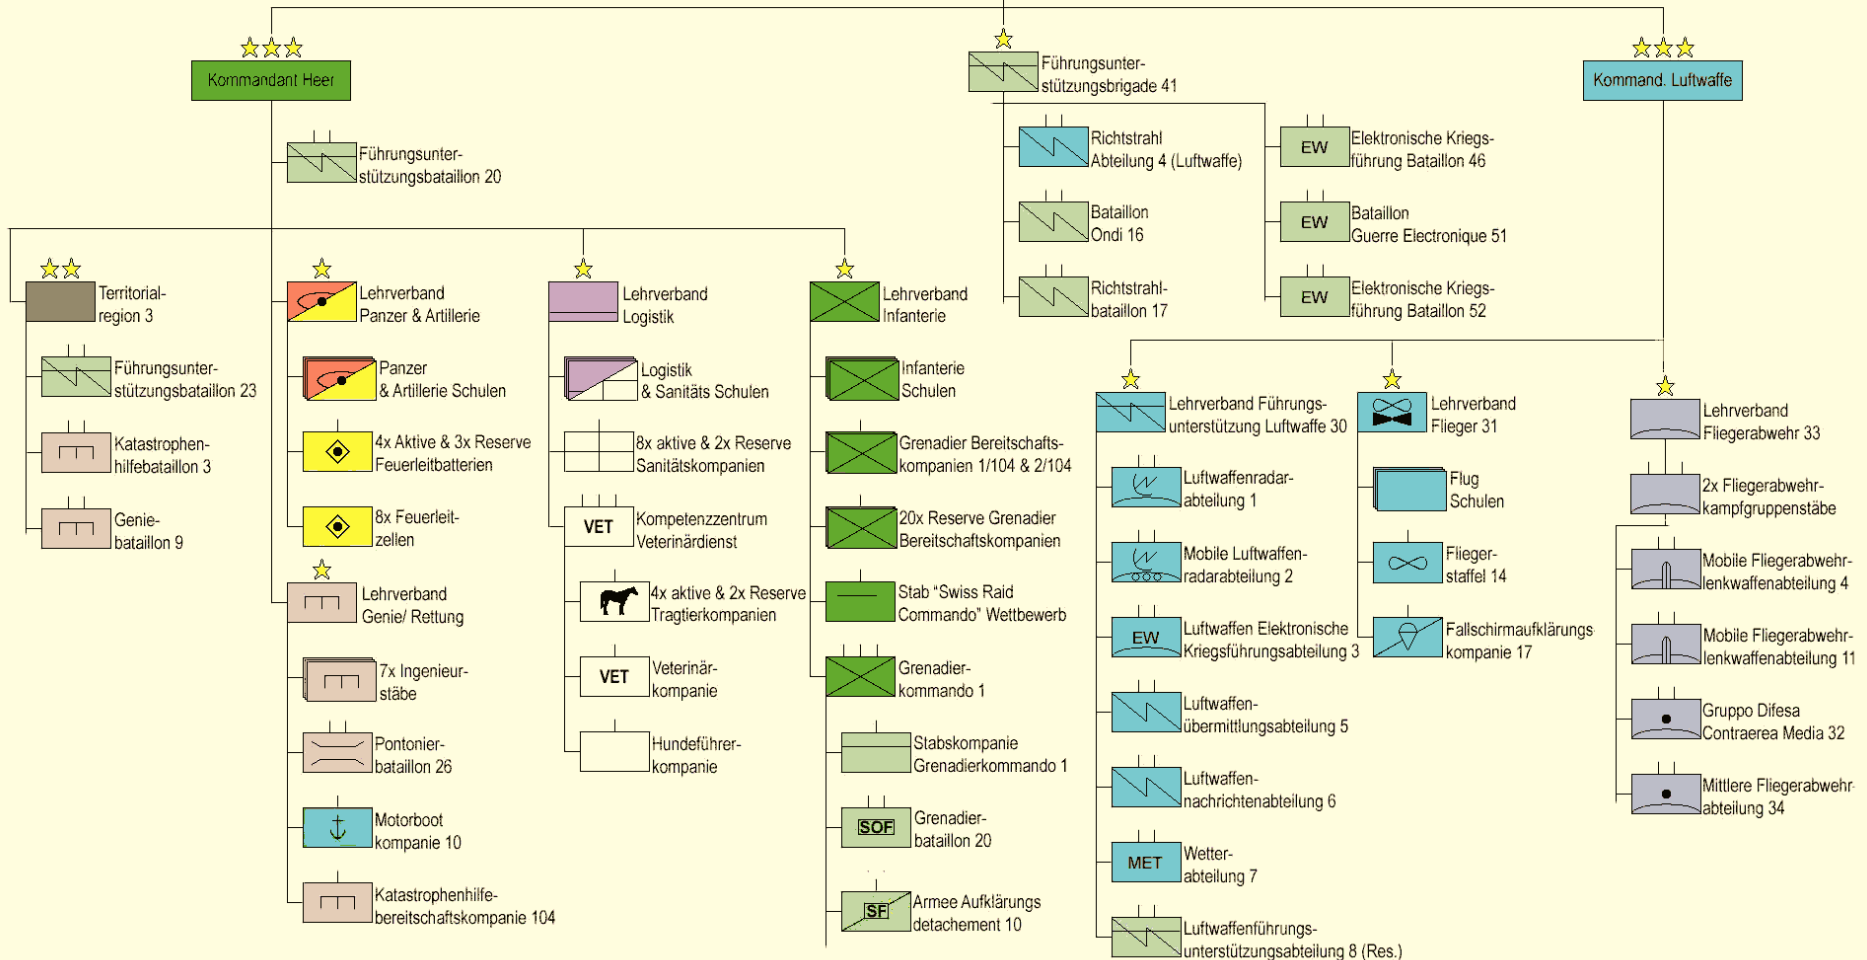 Kommandant Heer
Führungsunter-
stützungsbataillon 20
Territorial-
region 3
Führungsunter-
stützungsbataillon 23
Katastrophen-
hilfebataillon 3
Genie-
bataillon 9
Lehrverband
Panzer & Artillerie
Panzer
& Artillerie Schulen
4x Aktive & 3x Reserve
Feuerleitbatterien
8x Feuerleit-
zellen
Lehrverband
Genie/ Rettung
7x Ingenieur-
stäbe
Pontonier-
bataillon 26
Motorboot
kompanie 10
Katastrophenhilfe-
bereitschaftskompanie 104
Lehrverband
Logistik
Logistik
& Sanitäts Schulen
8x aktive & 2x Reserve
Sanitätskompanien
VET
Kompetenzzentrum
Veterinärdienst
4x aktive & 2x Reserve
Tragtierkompanien
VET
Veterinär-
kompanie
Hundeführer-
kompanie
Lehrverband
Infanterie
Infanterie
Schulen
Grenadier Bereitschafts-
kompanien 1/104 & 2/104
20x Reserve Grenadier
Bereitschaftskompanien
Stab "Swiss Raid
Commando" Wettbewerb
Grenadier-
kommando 1
Stabskompanie
Grenadierkommando 1
SOF
Grenadier-
bataillon 20
SF
Armee Aufklärungs
detachement 10
Führungsunter-
stützungsbrigade 41
Richtstrahl
Abteilung 4 (Luftwaffe)
Bataillon
Ondi 16
Richtstrahl-
bataillon 17
EW
Elektronische Kriegs-
führung Bataillon 46
EW
Bataillon
Guerre Electronique 51
EW
Elektronische Kriegs-
führung Bataillon 52
Kommand. Luftwaffe
Lehrverband Führungs-
unterstützung Luftwaffe 30
Luftwaffenradar-
abteilung 1
Mobile Luftwaffen-
radarabteilung 2
EW
Luftwaffen Elektronische
Kriegsführungsabteilung 3
Luftwaffen-
übermittlungsabteilung 5
Luftwaffen-
nachrichtenabteilung 6
MET
Wetter-
abteilung 7
Luftwaffenführungs-
unterstützungsabteilung 8 (Res.)
Lehrverband
Flieger 31
Flug
Schulen
Flieger-
staffel 14
Fallschirmaufklärungs
kompanie 17
Lehrverband
Fliegerabwehr 33
2x Fliegerabwehr-
kampfgruppenstäbe
Mobile Fliegerabwehr-
lenkwaffenabteilung 4
Mobile Fliegerabwehr-
lenkwaffenabteilung 11
Gruppo Difesa
Contraerea Media 32
Mittlere Fliegerabwehr-
abteilung 34